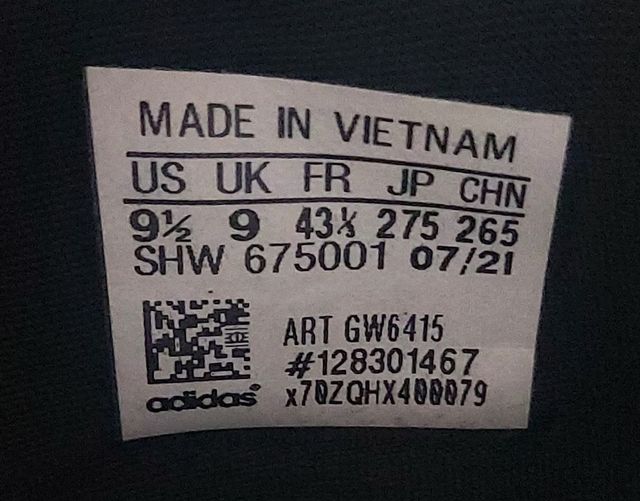 MADE IN VIETNAM
US UK FR JP CHN
9½ 9 43⅓ 275 265
SHW 675001 07/21
ART GW6415
#128301467
adidas® x70ZQHX400079